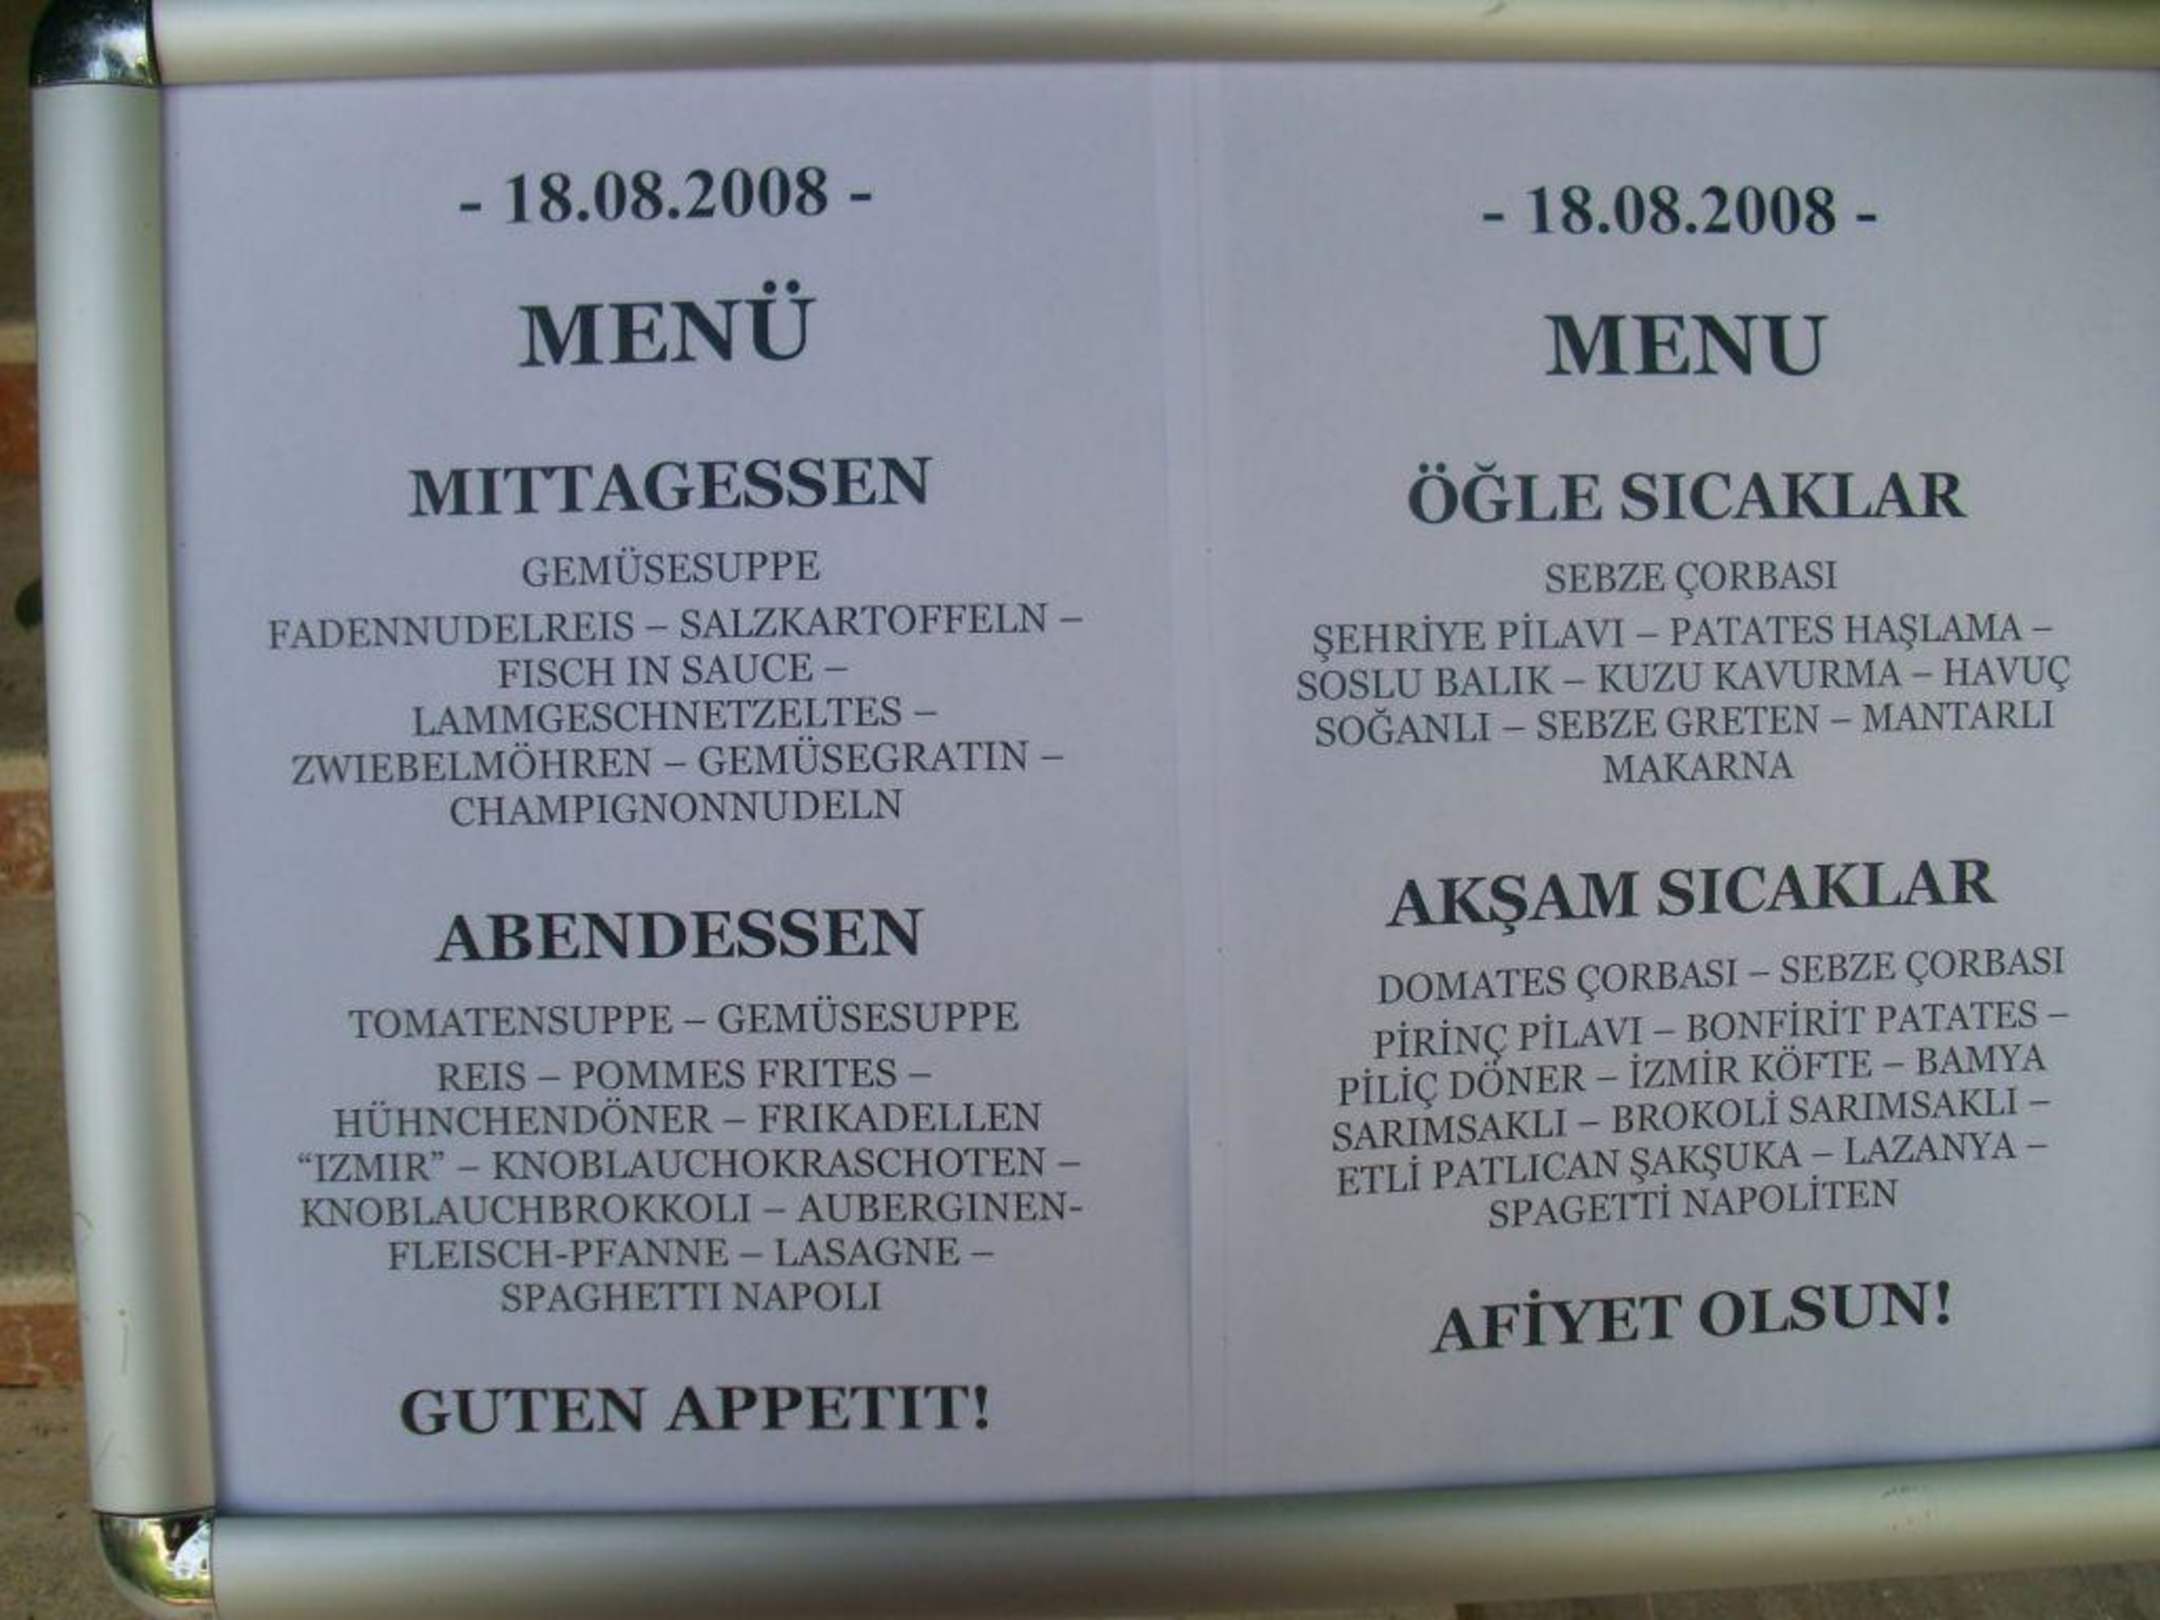 - 18.08.2008 -
MENÜ
MITTAGESSEN
GEMÜSESUPPE
FADENNUDELREIS – SALZKARTOFFELN –
FISCH IN SAUCE –
LAMMGESCHNETZELTES –
ZWIEBELMÖHREN – GEMÜSEGRATIN –
CHAMPIGNONNUDELN
ABENDESSEN
TOMATENSUPPE – GEMÜSESUPPE
REIS – POMMES FRITES –
HÜHNCHENDÖNER – FRIKADELLEN
“IZMIR” – KNOBLAUCHOKRASCHOTEN –
KNOBLAUCHBROKKOLI – AUBERGINEN-
FLEISCH-PFANNE – LASAGNE –
SPAGHETTI NAPOLI
GUTEN APPETIT!
- 18.08.2008 -
MENU
ÖĞLE SICAKLAR
SEBZE ÇORBASI
ŞEHRİYE PİLAVI – PATATES HAŞLAMA –
SOSLU BALIK – KUZU KAVURMA – HAVUÇ
SOĞANLI – SEBZE GRETEN – MANTARLI
MAKARNA
AKŞAM SICAKLAR
DOMATES ÇORBASI – SEBZE ÇORBASI
PİRİNÇ PİLAVI – BONFİRİT PATATES –
PİLİÇ DÖNER – İZMİR KÖFTE – BAMYA
SARIMSAKLI – BROKOLİ SARIMSAKLI –
ETLİ PATLICAN ŞAKŞUKA – LAZANYA –
SPAGETTİ NAPOLİTEN
AFİYET OLSUN!